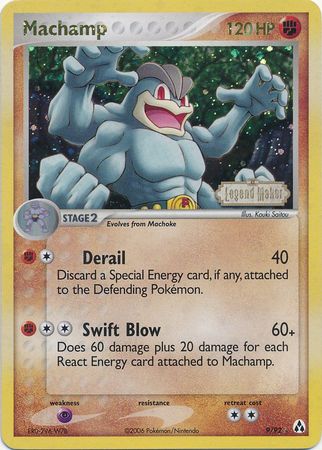 Machamp 120 HP
Legend Maker
Illus. Kouki Saitou
STAGE 2
Evolves from Machoke
Derail 40
Discard a Special Energy card, if any, attached
to the Defending Pokémon.
Swift Blow 60+
Does 60 damage plus 20 damage for each
React Energy card attached to Machamp.
weakness resistance retreat cost
©2006 Pokémon/Nintendo 9/92